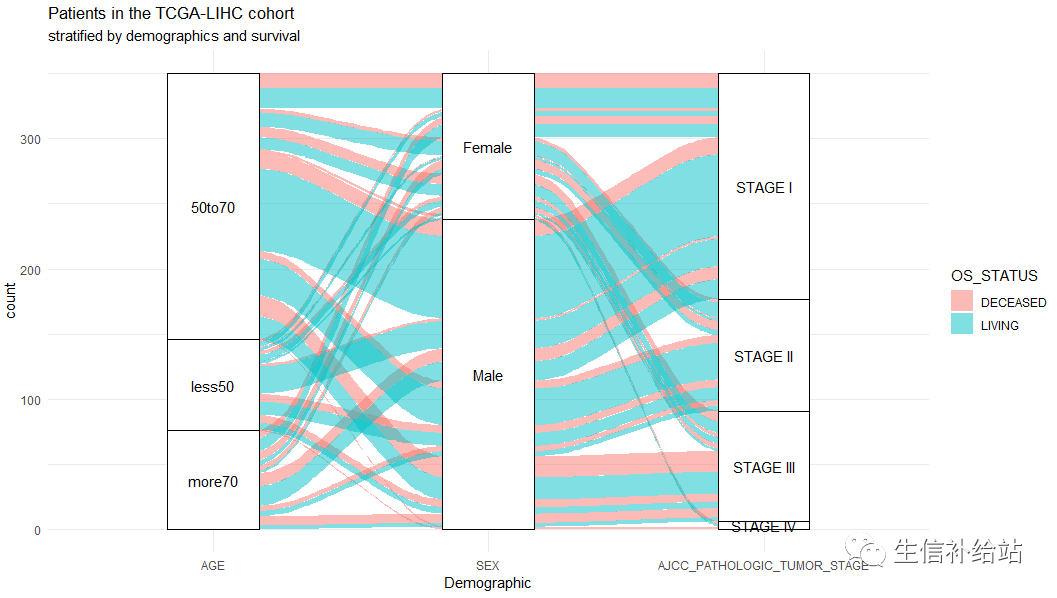 Patients in the TCGA-LIHC cohort
stratified by demographics and survival
count
300
200
100
0
50to70
less50
more70
Female
Male
STAGE I
STAGE II
STAGE III
STAGE IV
AGE
SEX
AJCC_PATHOLOGIC_TUMOR_STAGE
Demographic
OS_STATUS
DECEASED
LIVING
生信补给站